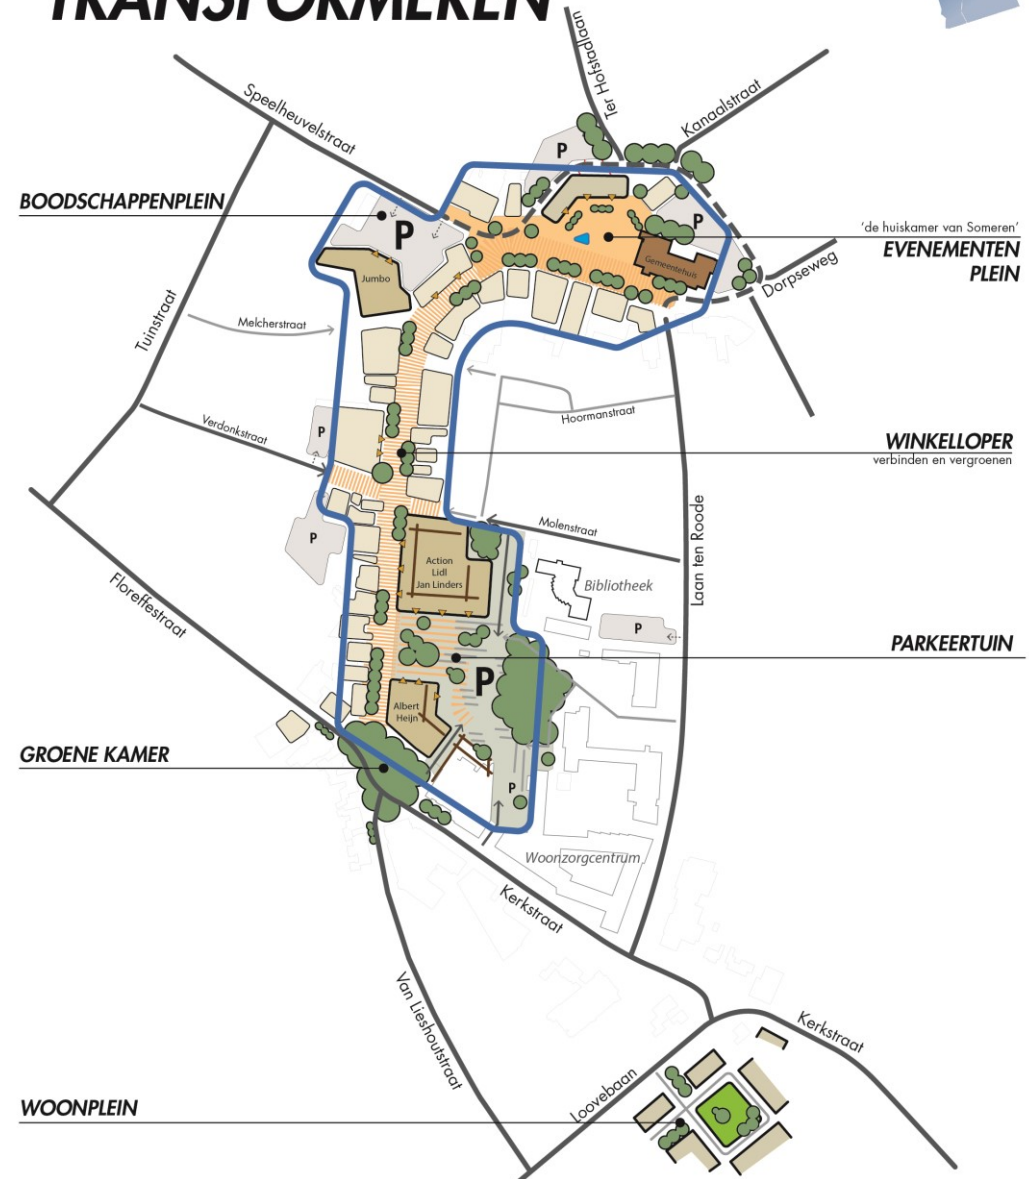 TRANSFORMEREN
Ter Hofstadlaan
Kanaalstraat
Speelheuvelstraat
P
BOODSCHAPPENPLEIN
P
P
'de huiskamer van Someren'
EVENEMENTEN
PLEIN
Gemeentehuis
Dorpseweg
Jumbo
Tuinstraat
Melcherstraat
Hoormanstraat
Verdonkstraat
P
WINKELLOPER
verbinden en vergroenen
Laan ten Roode
Molenstraat
P
Action
Lidl
Jan Linders
Bibliotheek
Floreffestraat
P
PARKEERTUIN
P
Albert
Heijn
GROENE KAMER
P
Woonzorgcentrum
Kerkstraat
Van Lieshoutstraat
Kerkstraat
Loovebaan
WOONPLEIN